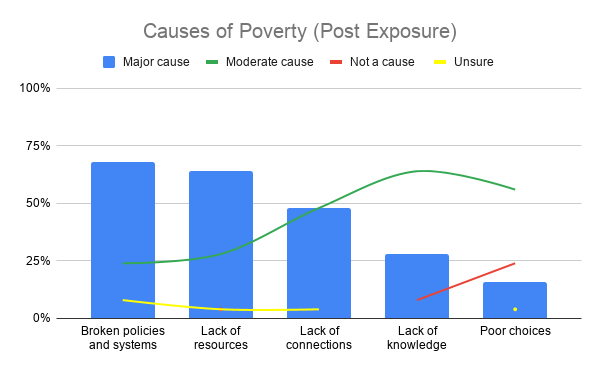 Causes of Poverty (Post Exposure)
Major cause
Moderate cause
Not a cause
Unsure
100%
75%
50%
25%
0%
Broken policies
and systems
Lack of
resources
Lack of
connections
Lack of
knowledge
Poor choices